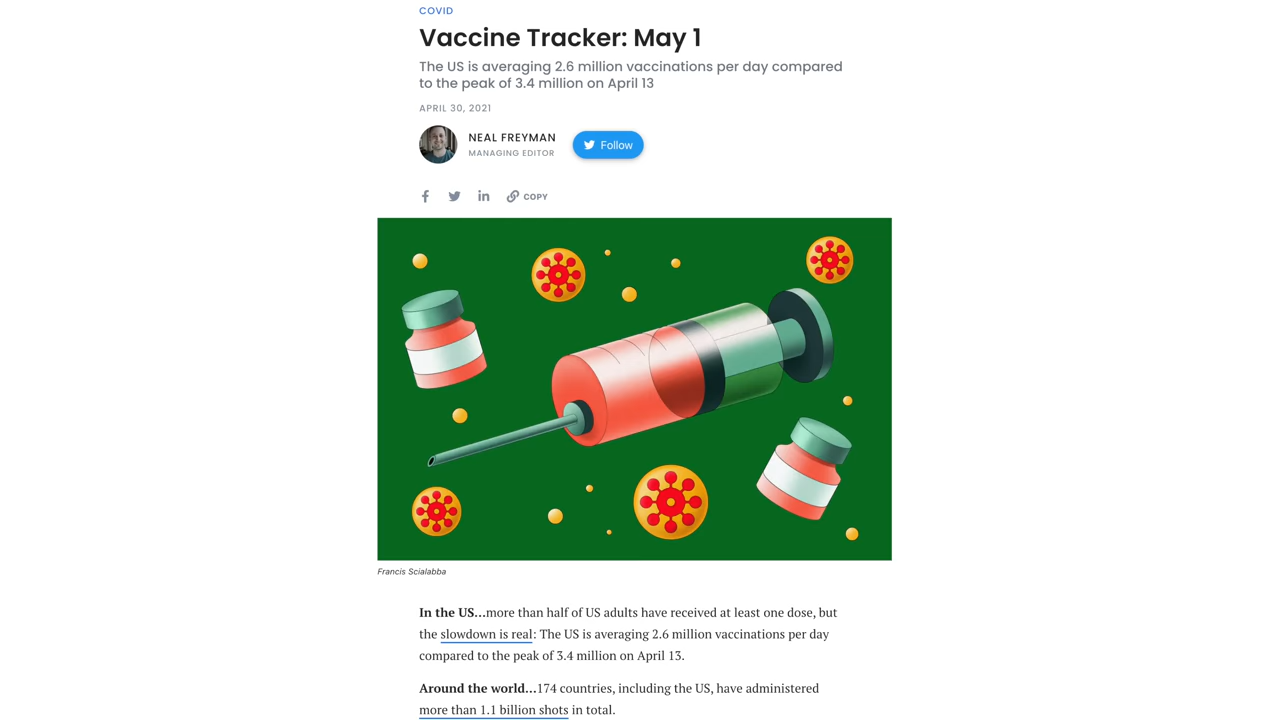 COVID
Vaccine Tracker: May 1
The US is averaging 2.6 million vaccinations per day compared
to the peak of 3.4 million on April 13
APRIL 30, 2021
NEAL FREYMAN
MANAGING EDITOR
Follow
COPY
Francis Scialabba
In the US...more than half of US adults have received at least one dose, but
the slowdown is real: The US is averaging 2.6 million vaccinations per day
compared to the peak of 3.4 million on April 13.
Around the world...174 countries, including the US, have administered
more than 1.1 billion shots in total.